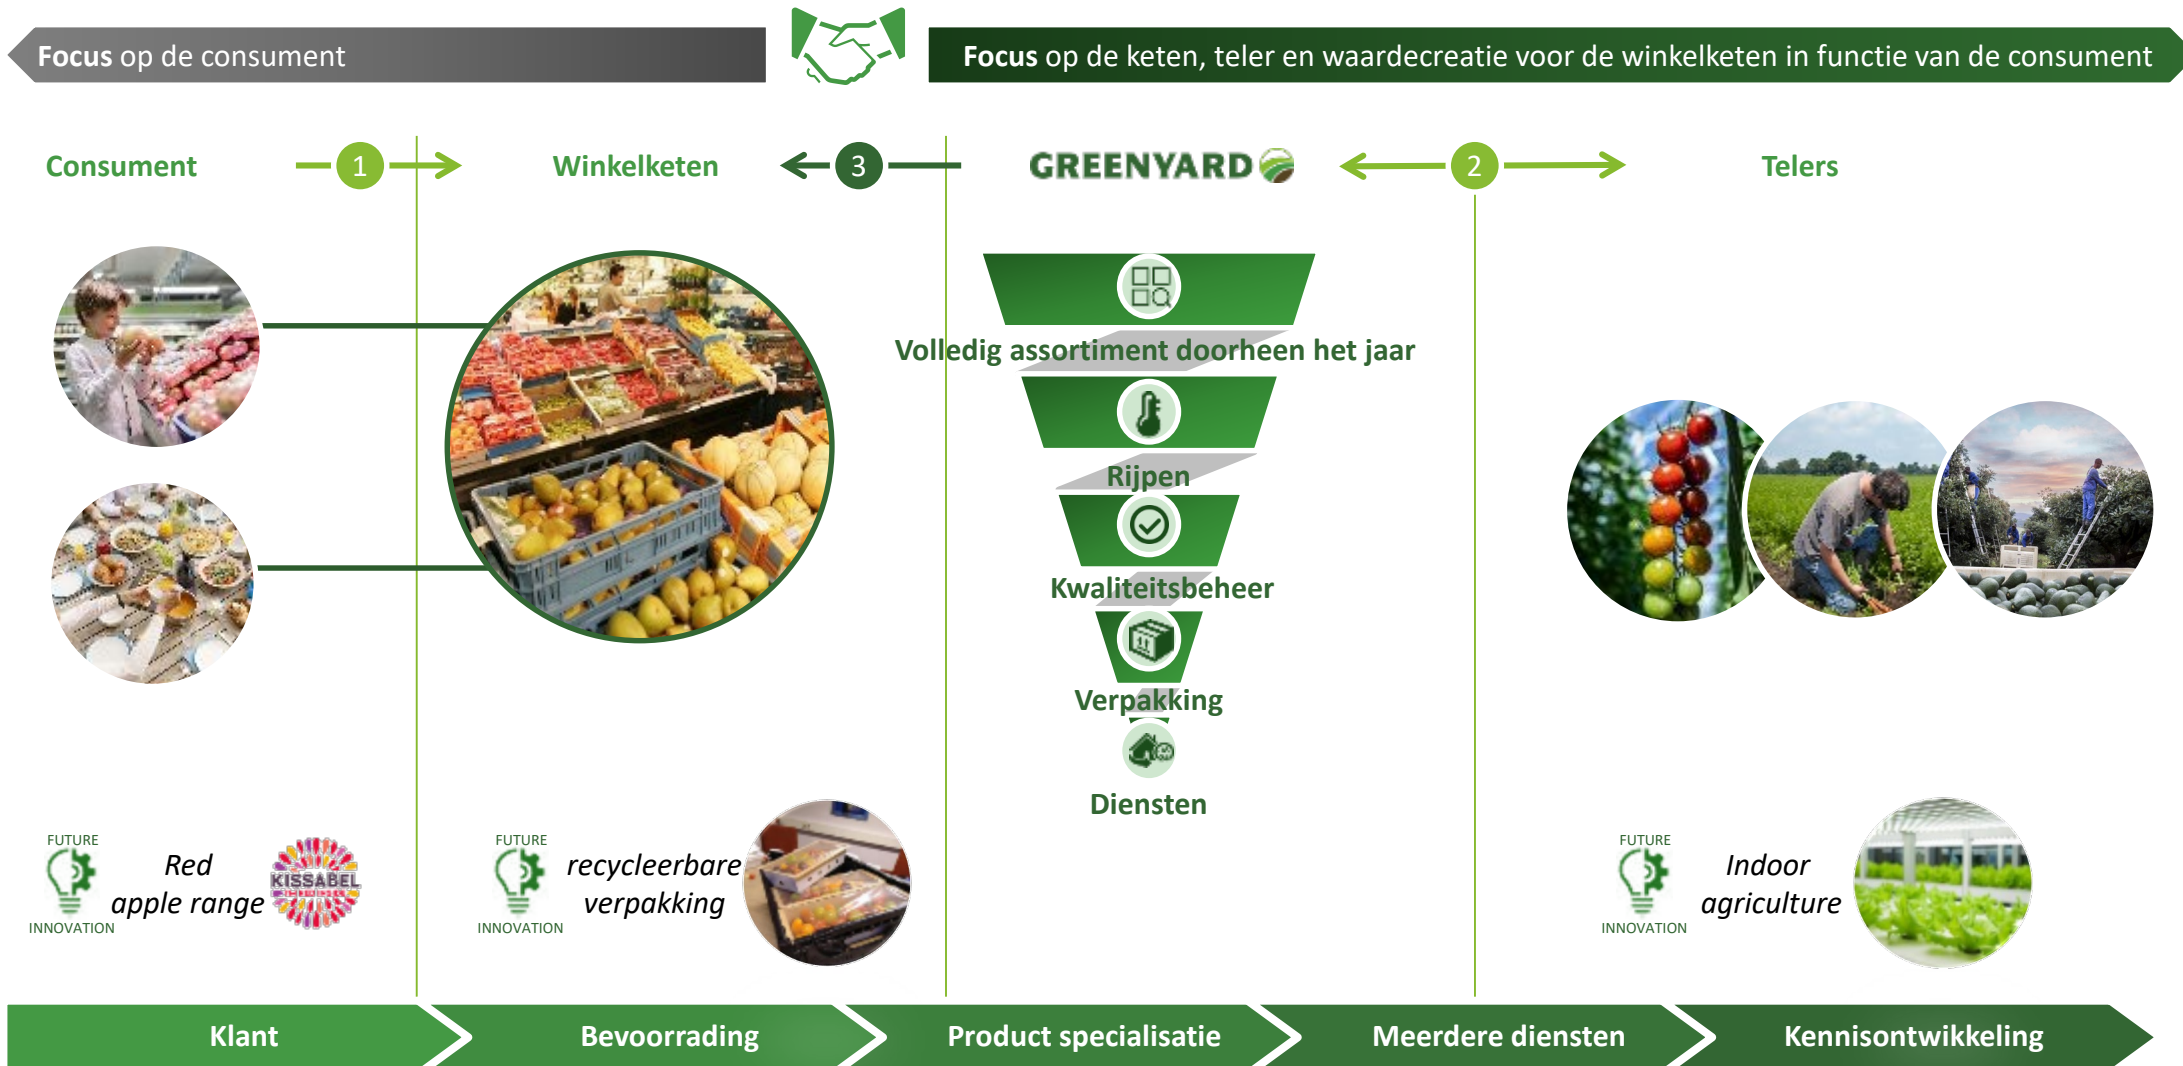 Focus op de consument
Focus op de keten, teler en waardecreatie voor de winkelketen in functie van de consument
Consument
1
Winkelketen
3
GREENYARD
2
Telers
Volledig assortiment doorheen het jaar
Rijpen
Kwaliteitsbeheer
Verpakking
Diensten
FUTURE
INNOVATION
Red
apple range
KISSABEL
FUTURE
INNOVATION
recycleerbare
verpakking
FUTURE
INNOVATION
Indoor
agriculture
Klant
Bevoorrading
Product specialisatie
Meerdere diensten
Kennisontwikkeling